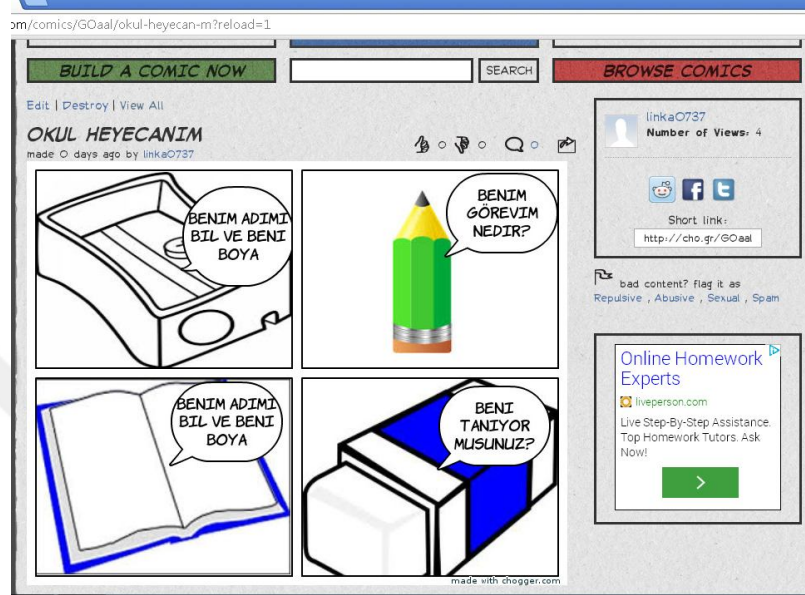 om/comics/GOaal/okul-heyecan-m?reload=1
BUILD A COMIC NOW
SEARCH
BROWSE COMICS
Edit | Destroy | View All
OKUL HEYECANIM
made 0 days ago by linka0737
0 0 0
linka0737
Number of Views: 4
Short link:
http://cho.gr/GOaal
bad content? flag it as
Repulsive , Abusive , Sexual , Spam
BENIM ADIMI
BIL VE BENI
BOYA
BENIM
GÖREVIM
NEDIR?
BENIM ADIMI
BIL VE BENI
BOYA
BENI
TANIYOR
MUSUNUZ?
made with chogger.com
Online Homework
Experts
liveperson.com
Live Step-By-Step Assistance.
Top Homework Tutors. Ask
Now!